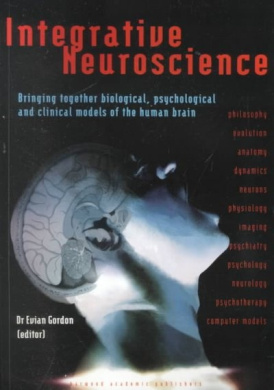 Integrative
Neuroscience
Bringing together biological, psychological
and clinical models of the human brain
philosophy
evolution
anatomy
dynamics
neurons
physiology
imaging
psychiatry
psychology
neurology
psychotherapy
computer models
Dr Evian Gordon
(editor)
harwood academic publishers